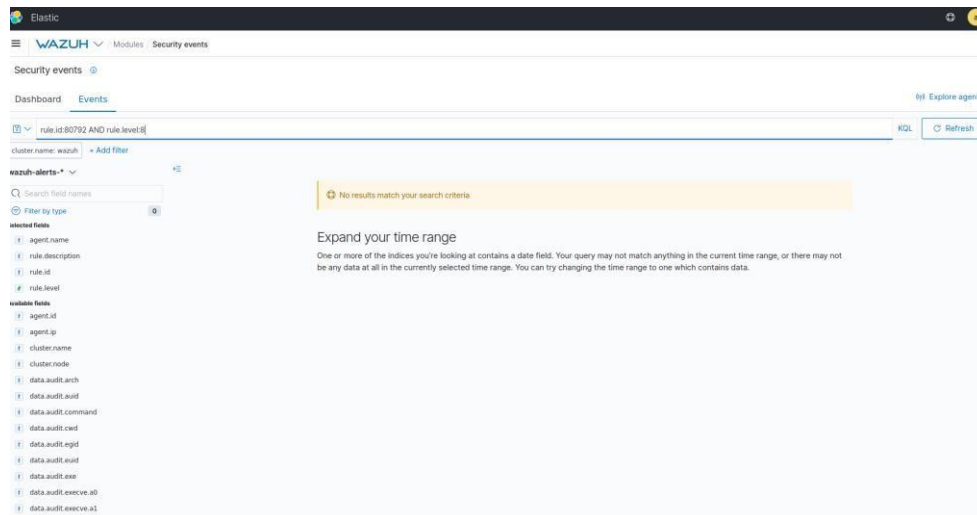 Elastic
WAZUH / Modules / Security events
Security events
Dashboard Events
Explore agen
rule.id:80792 AND rule.level:8
KQL Refresh
cluster.name: wazuh + Add filter
wazuh-alerts-*
Search field names
Filter by type 0
Selected fields
t agent.name
t rule.description
t rule.id
# rule.level
Available fields
t agent.id
t agent.ip
t cluster.name
t cluster.node
t data.audit.arch
t data.audit.auid
t data.audit.command
t data.audit.cwd
t data.audit.egid
t data.audit.euid
t data.audit.exe
t data.audit.execve.a0
t data.audit.execve.a1
No results match your search criteria
Expand your time range
One or more of the indices you're looking at contains a date field. Your query may not match anything in the current time range, or there may not
be any data at all in the currently selected time range. You can try changing the time range to one which contains data.